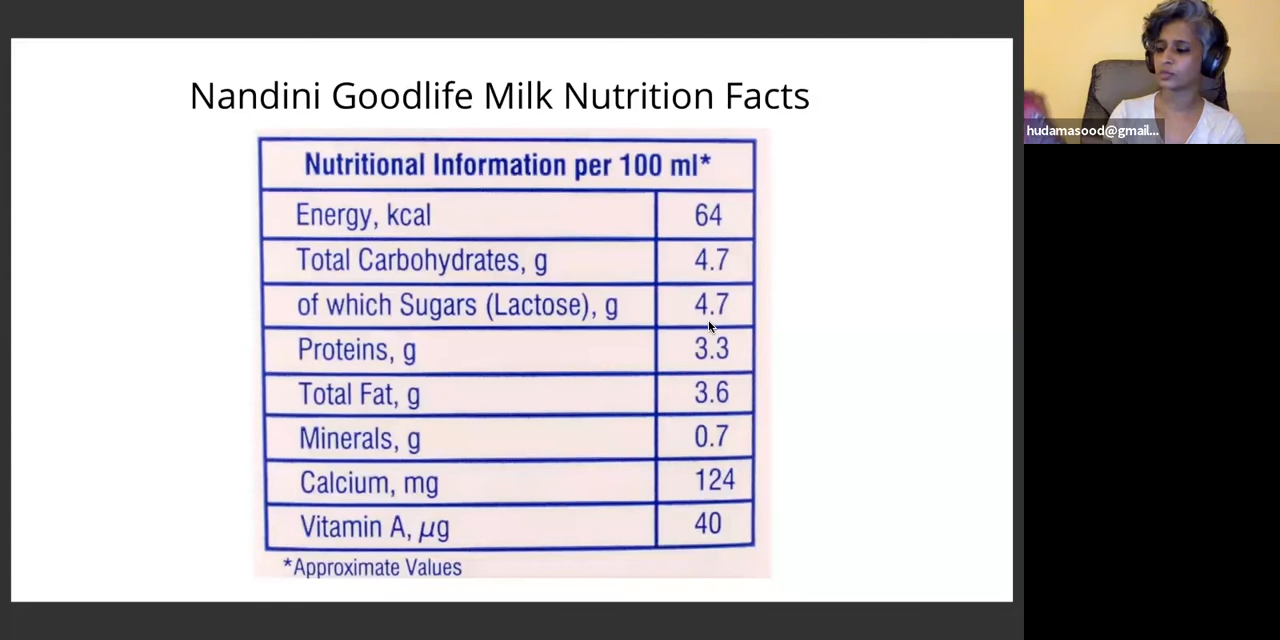 Nandini Goodlife Milk Nutrition Facts
Nutritional Information per 100 ml*
Energy, kcal 64
Total Carbohydrates, g 4.7
of which Sugars (Lactose), g 4.7
Proteins, g 3.3
Total Fat, g 3.6
Minerals, g 0.7
Calcium, mg 124
Vitamin A, µg 40
*Approximate Values
hudamasood@gmail...